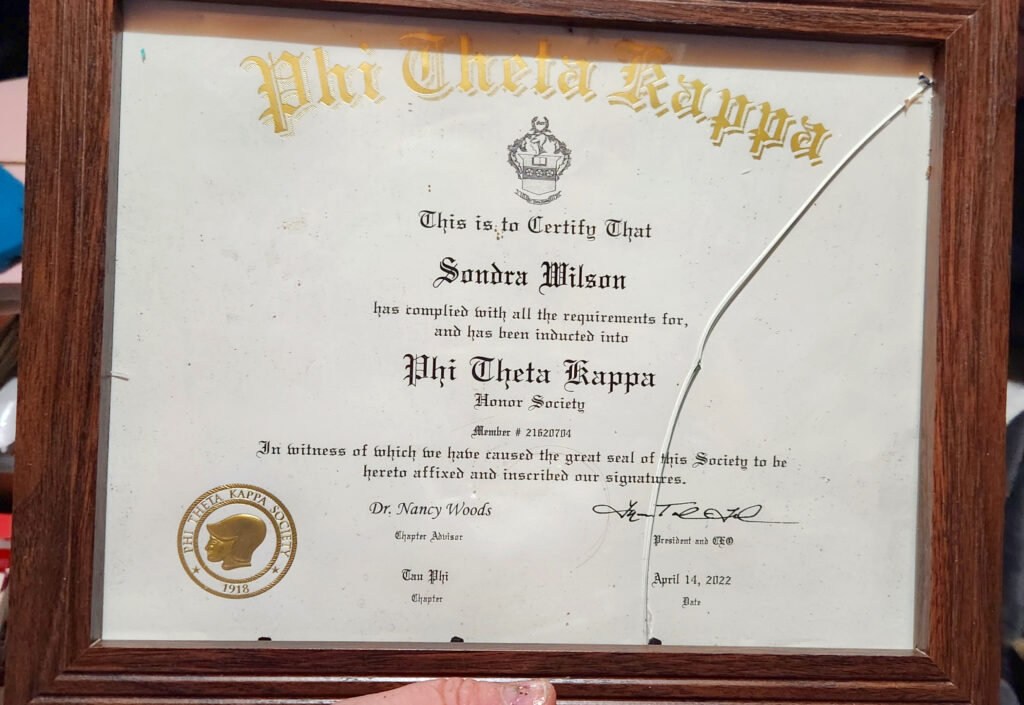 Phi Theta Kappa
This is to Certify That
Sondra Wilson
has complied with all the requirements for,
and has been inducted into
Phi Theta Kappa
Honor Society
Member # 21620704
In witness of which we have caused the great seal of this Society to be
hereto affixed and inscribed our signatures.
Dr. Nancy Woods
Chapter Advisor
President and CEO
Tau Phi
Chapter
April 14, 2022
Date
PHI THETA KAPPA SOCIETY
1918